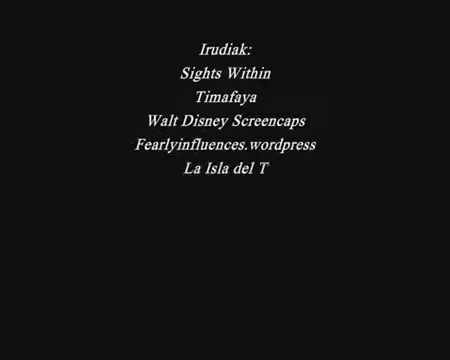 Irudiak:
Sights Within
Timafaya
Walt Disney Screencaps
Fearlyinfluences.wordpress
La Isla del T